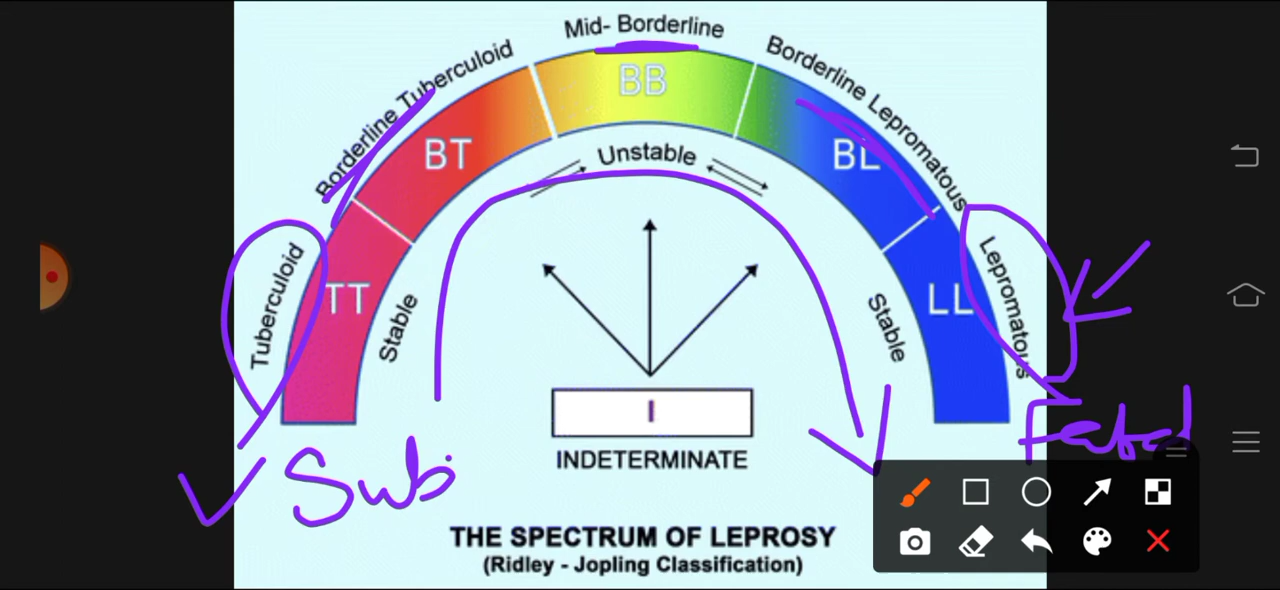 Mid- Borderline
Borderline Tuberculoid
Borderline Lepromatous
BB
BT
BL
Unstable
Tuberculoid
Lepromatous
TT
LL
Stable
Stable
I
INDETERMINATE
Sub
THE SPECTRUM OF LEPROSY
(Ridley - Jopling Classification)